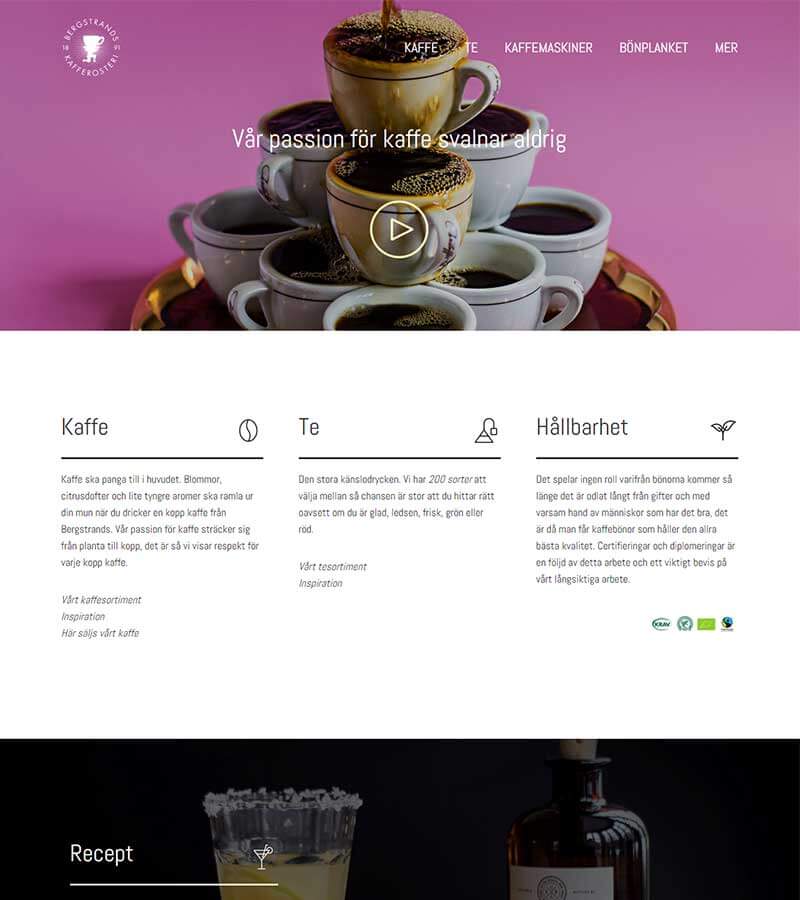 BERGSTRANDS
18 91
KAFFEROSTERI
KAFFE TE KAFFEMASKINER BÖNPLANKET MER
Vår passion för kaffe svalnar aldrig
Kaffe
Kaffe ska panga till i huvudet. Blommor,
citrusdofter och lite tyngre aromer ska ramla ur
din mun när du dricker en kopp kaffe från
Bergstrands. Vår passion för kaffe sträcker sig
från planta till kopp, det är så vi visar respekt för
varje kopp kaffe.
Vårt kaffesortiment
Inspiration
Här säljs vårt kaffe
Te
Den stora känslodrycken. Vi har 200 sorter att
välja mellan så chansen är stor att du hittar rätt
oavsett om du är glad, ledsen, frisk, grön eller
röd.
Vårt tesortiment
Inspiration
Hållbarhet
Det spelar ingen roll varifrån bönorna kommer så
länge det är odlat långt från gifter och med
varsam hand av människor som har det bra, det
är då man får kaffebönor som håller den allra
bästa kvalitet. Certifieringar och diplomeringar är
en följd av detta arbete och ett viktigt bevis på
vårt långsiktiga arbete.
KRAV
Recept